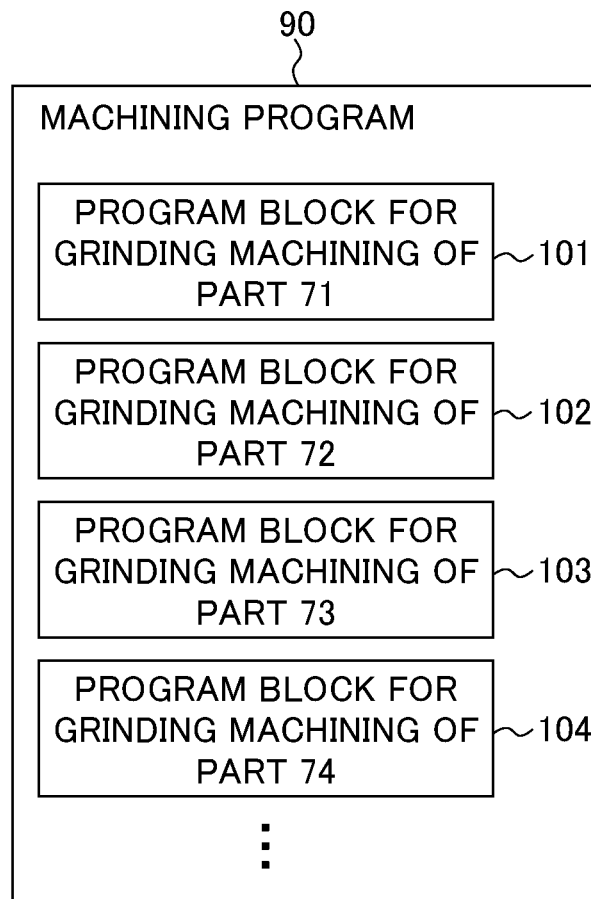 90
MACHINING PROGRAM
PROGRAM BLOCK FOR
GRINDING MACHINING OF
PART 71
101
PROGRAM BLOCK FOR
GRINDING MACHINING OF
PART 72
102
PROGRAM BLOCK FOR
GRINDING MACHINING OF
PART 73
103
PROGRAM BLOCK FOR
GRINDING MACHINING OF
PART 74
104